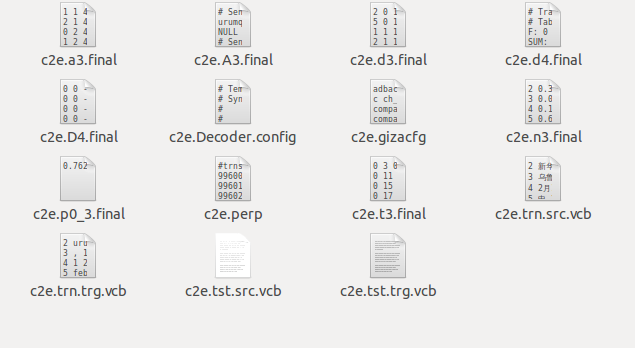 1 1 4
2 1 4
0 2 4
1 2 4
# Sen
urumq
NULL
# Sen
2 0 1
5 0 1
1 1 1
2 1 1
# Tra
# Tab
F: 0
SUM:
c2e.a3.final
c2e.A3.final
c2e.d3.final
c2e.d4.final
0 0 -
0 0 -
0 0 -
0 0 -
# Tem
# Syn
#
#
adbac
c ch_
compa
compa
2 0.3
3 0.0
4 0.1
5 0.6
c2e.D4.final
c2e.Decoder.config
c2e.gizacfg
c2e.n3.final
0.762
#trns
99600
99601
99602
0 3 0
0 11
0 15
0 17
2 新华
3 乌鲁
4 2月
c2e.p0_3.final
c2e.perp
c2e.t3.final
c2e.trn.src.vcb
2 uru
3 , 1
4 1 2
5 feb
c2e.trn.trg.vcb
c2e.tst.src.vcb
c2e.tst.trg.vcb